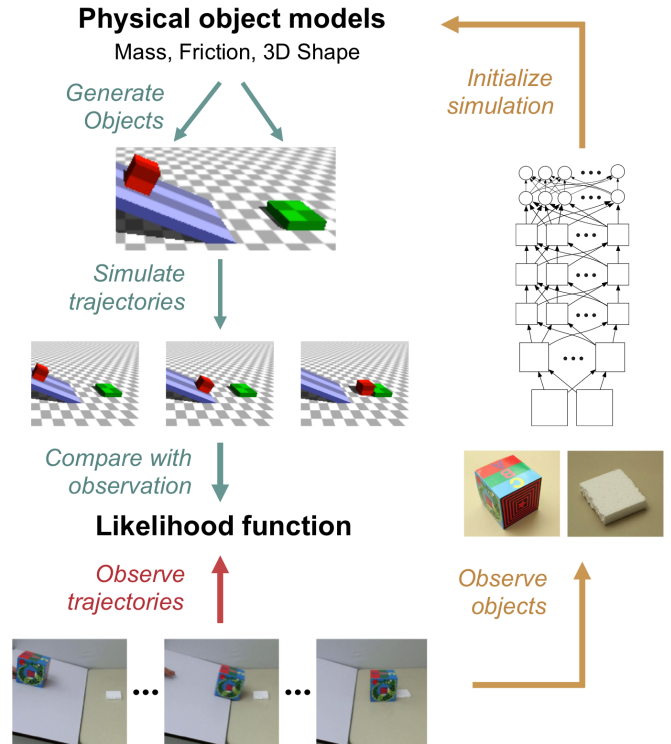 Physical object models
Mass, Friction, 3D Shape
Generate
Objects
Initialize
simulation
Simulate
trajectories
Compare with
observation
Likelihood function
Observe
trajectories
Observe
objects